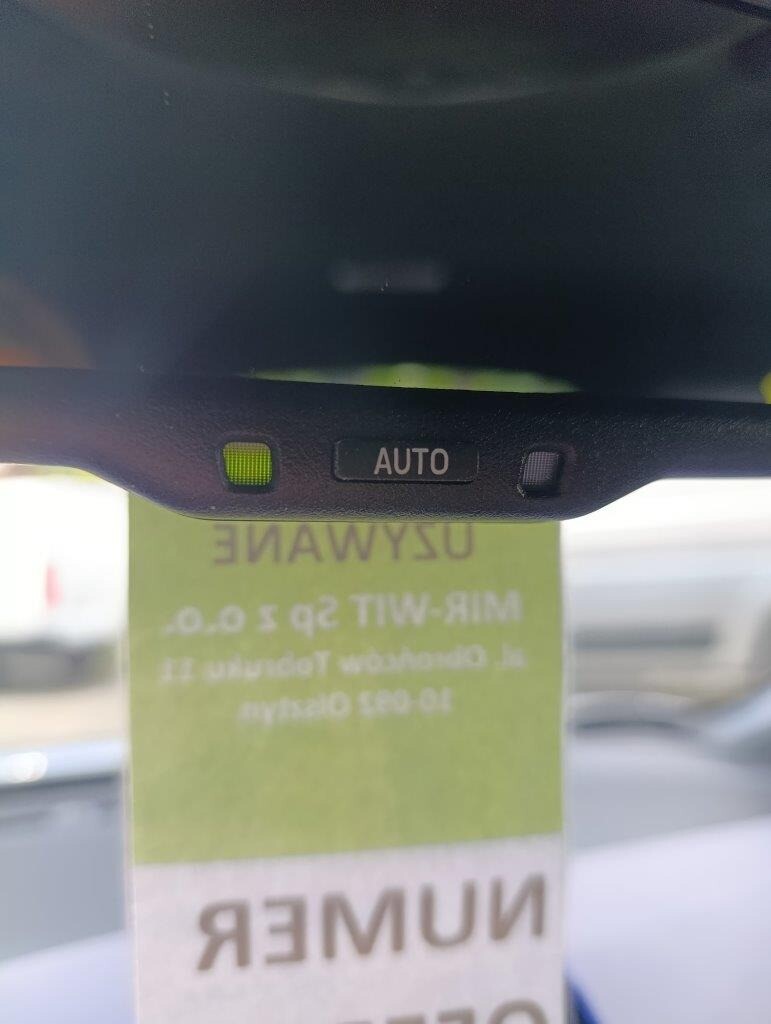 AUTO
UŻYWANE
MIR-WIT Sp z o.o.
al. Obrońców Tobruku 11
10-092 Olsztyn
NUMER